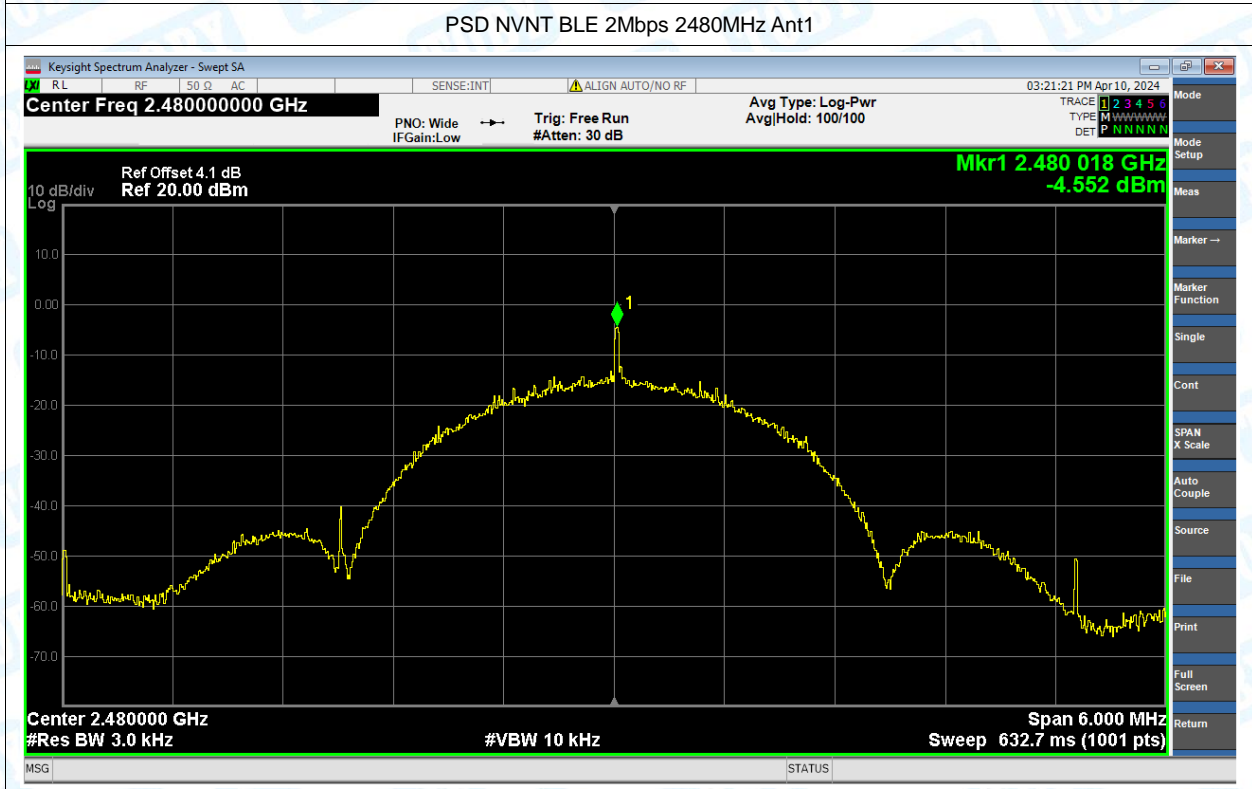 PSD NVNT BLE 2Mbps 2480MHz Ant1
Keysight Spectrum Analyzer - Swept SA
LXI RL RF 50 Ω AC SENSE:INT ALIGN AUTO/NO RF 03:21:21 PM Apr 10, 2024
Center Freq 2.480000000 GHz
PNO: Wide
IFGain:Low
Trig: Free Run
#Atten: 30 dB
Avg Type: Log-Pwr
Avg|Hold: 100/100
TRACE 1 2 3 4 5 6
TYPE M WWWWW
DET P N N N N N
Mkr1 2.480 018 GHz
-4.552 dBm
Ref Offset 4.1 dB
10 dB/div Ref 20.00 dBm
Log
10.0
0.00
-10.0
-20.0
-30.0
-40.0
-50.0
-60.0
-70.0
1
Center 2.480000 GHz Span 6.000 MHz
#Res BW 3.0 kHz #VBW 10 kHz Sweep 632.7 ms (1001 pts)
MSG STATUS
Mode
Mode
Setup
Meas
Marker →
Marker
Function
Single
Cont
SPAN
X Scale
Auto
Couple
Source
File
Print
Full
Screen
Return